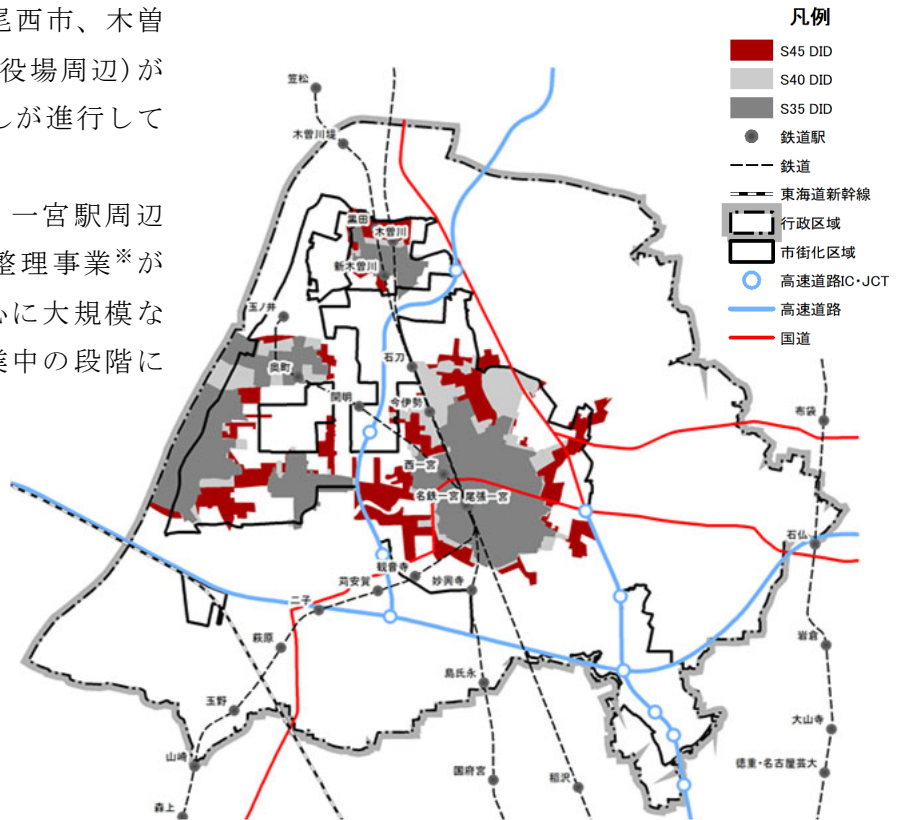 尾西市、木曽
役場周辺)が
しが進行して
一宮駅周辺
整理事業※が
心に大規模な
業中の段階に
凡例
S45 DID
S40 DID
S35 DID
鉄道駅
鉄道
東海道新幹線
行政区域
市街化区域
高速道路IC・JCT
高速道路
国道
笠松
木曽川堤
黒田
木曽川
新木曽川
玉ノ井
奥町
石刀
開明
今伊勢
布袋
西一宮
名鉄一宮
尾張一宮
石仏
観音寺
苅安賀
妙興寺
二子
萩原
岩倉
島氏永
玉野
大山寺
山崎
国府宮
稲沢
徳重・名古屋芸大
森上